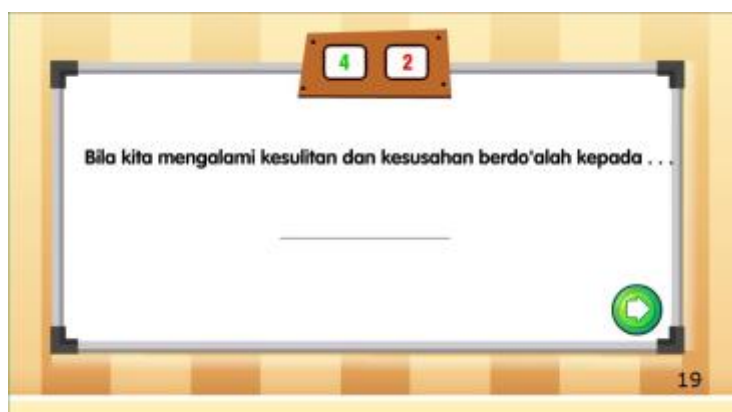 4 2
Bila kita mengalami kesulitan dan kesusahan berdo'alah kepada . . .
19